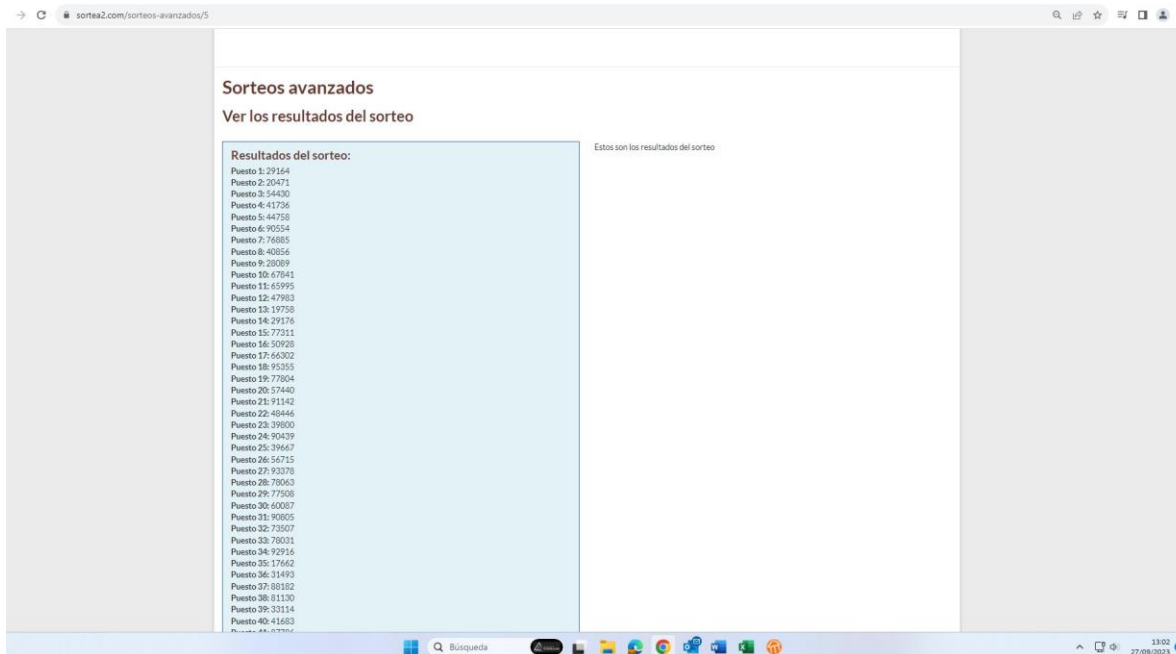 sortea2.com/sorteos-avanzados/5
Sorteos avanzados
Ver los resultados del sorteo
Resultados del sorteo:
Puesto 1: 29164
Puesto 2: 20471
Puesto 3: 54430
Puesto 4: 41736
Puesto 5: 44758
Puesto 6: 90554
Puesto 7: 76885
Puesto 8: 40856
Puesto 9: 28089
Puesto 10: 67841
Puesto 11: 65995
Puesto 12: 47983
Puesto 13: 19758
Puesto 14: 29176
Puesto 15: 77311
Puesto 16: 50928
Puesto 17: 66302
Puesto 18: 95355
Puesto 19: 77804
Puesto 20: 57440
Puesto 21: 91142
Puesto 22: 48446
Puesto 23: 39800
Puesto 24: 90439
Puesto 25: 39667
Puesto 26: 56715
Puesto 27: 93378
Puesto 28: 78063
Puesto 29: 77508
Puesto 30: 60087
Puesto 31: 90805
Puesto 32: 73507
Puesto 33: 78031
Puesto 34: 92916
Puesto 35: 17662
Puesto 36: 31493
Puesto 37: 88182
Puesto 38: 81130
Puesto 39: 33114
Puesto 40: 41683
Estos son los resultados del sorteo
Búsqueda
13:02
27/09/2023